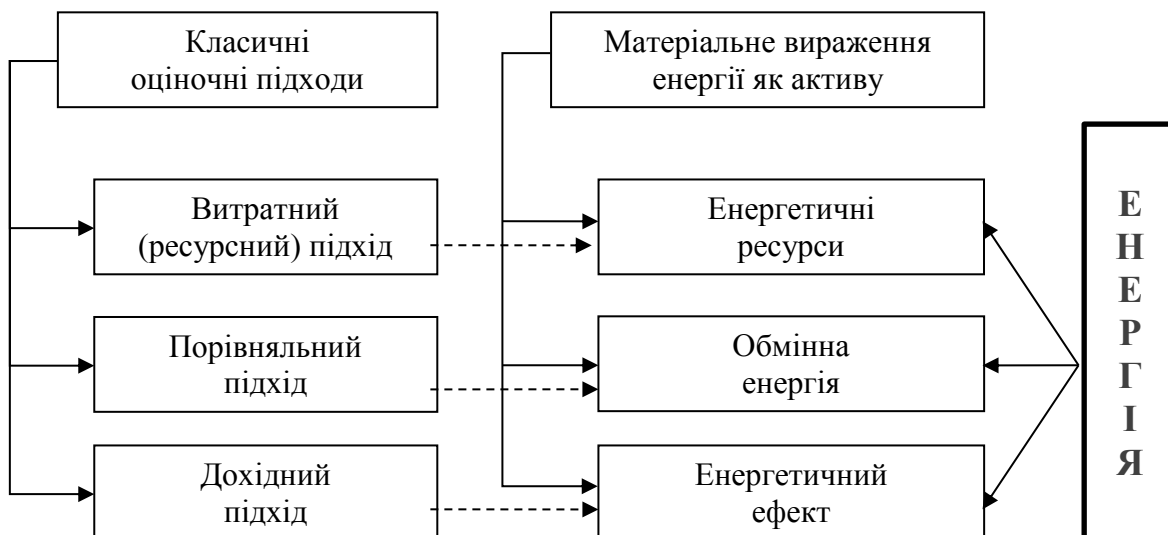 Класичні
оціночні підходи
Матеріальне вираження
енергії як активу
Витратний
(ресурсний) підхід
Енергетичні
ресурси
Порівняльний
підхід
Обмінна
енергія
Дохідний
підхід
Енергетичний
ефект
Е
Н
Е
Р
Г
І
Я